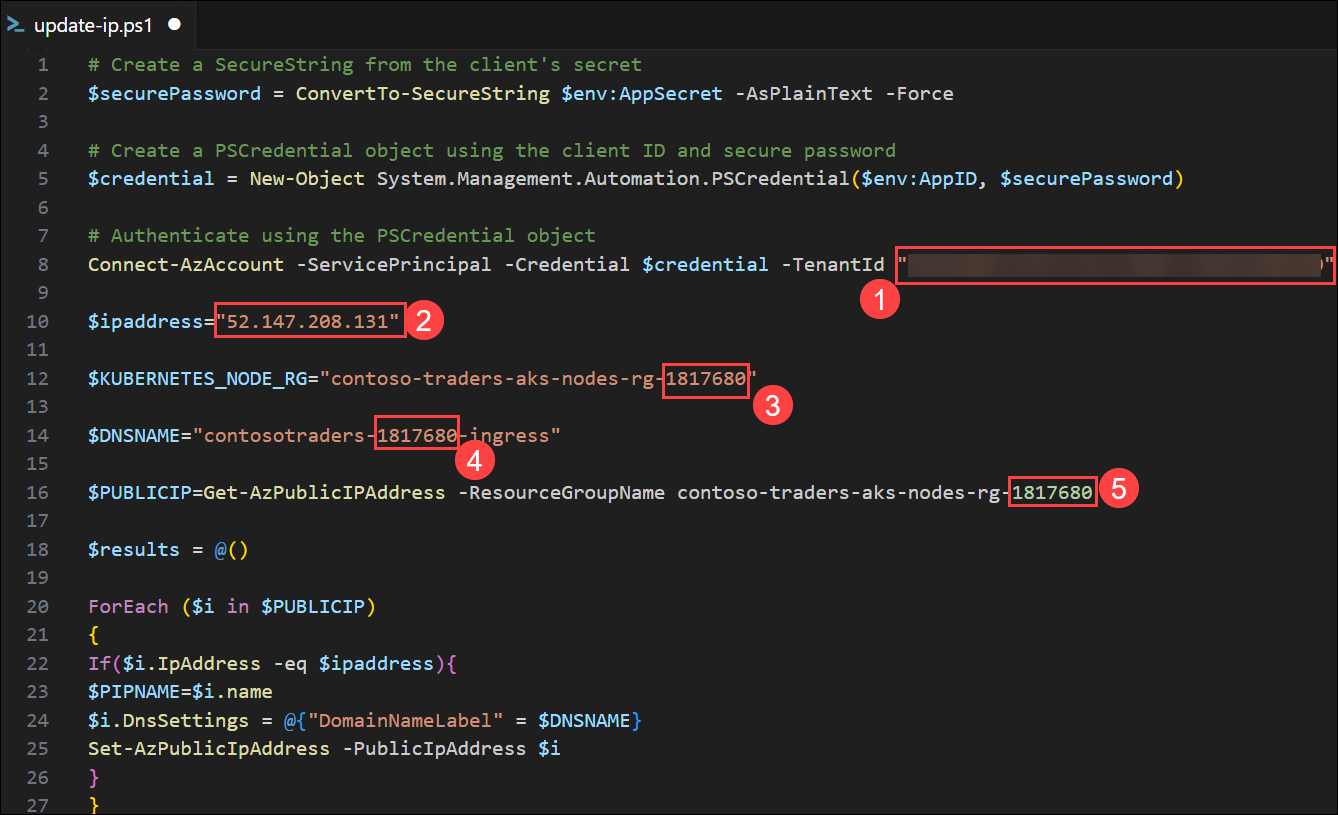 update-ip.ps1
1 # Create a SecureString from the client's secret
2 $securePassword = ConvertTo-SecureString $env:AppSecret -AsPlainText -Force
3
4 # Create a PSCredential object using the client ID and secure password
5 $credential = New-Object System.Management.Automation.PSCredential($env:AppID, $securePassword)
6
7 # Authenticate using the PSCredential object
8 Connect-AzAccount -ServicePrincipal -Credential $credential -TenantId " "
1
9
10 $ipaddress="52.147.208.131" 2
11
12 $KUBERNETES_NODE_RG="contoso-traders-aks-nodes-rg-1817680"
3
13
14 $DNSNAME="contosotraders-1817680-ingress"
4
15
16 $PUBLICIP=Get-AzPublicIPAddress -ResourceGroupName contoso-traders-aks-nodes-rg-1817680 5
17
18 $results = @()
19
20 ForEach ($i in $PUBLICIP)
21 {
22 If($i.IpAddress -eq $ipaddress){
23 $PIPNAME=$i.name
24 $i.DnsSettings = @{"DomainNameLabel" = $DNSNAME}
25 Set-AzPublicIpAddress -PublicIpAddress $i
26 }
27 }